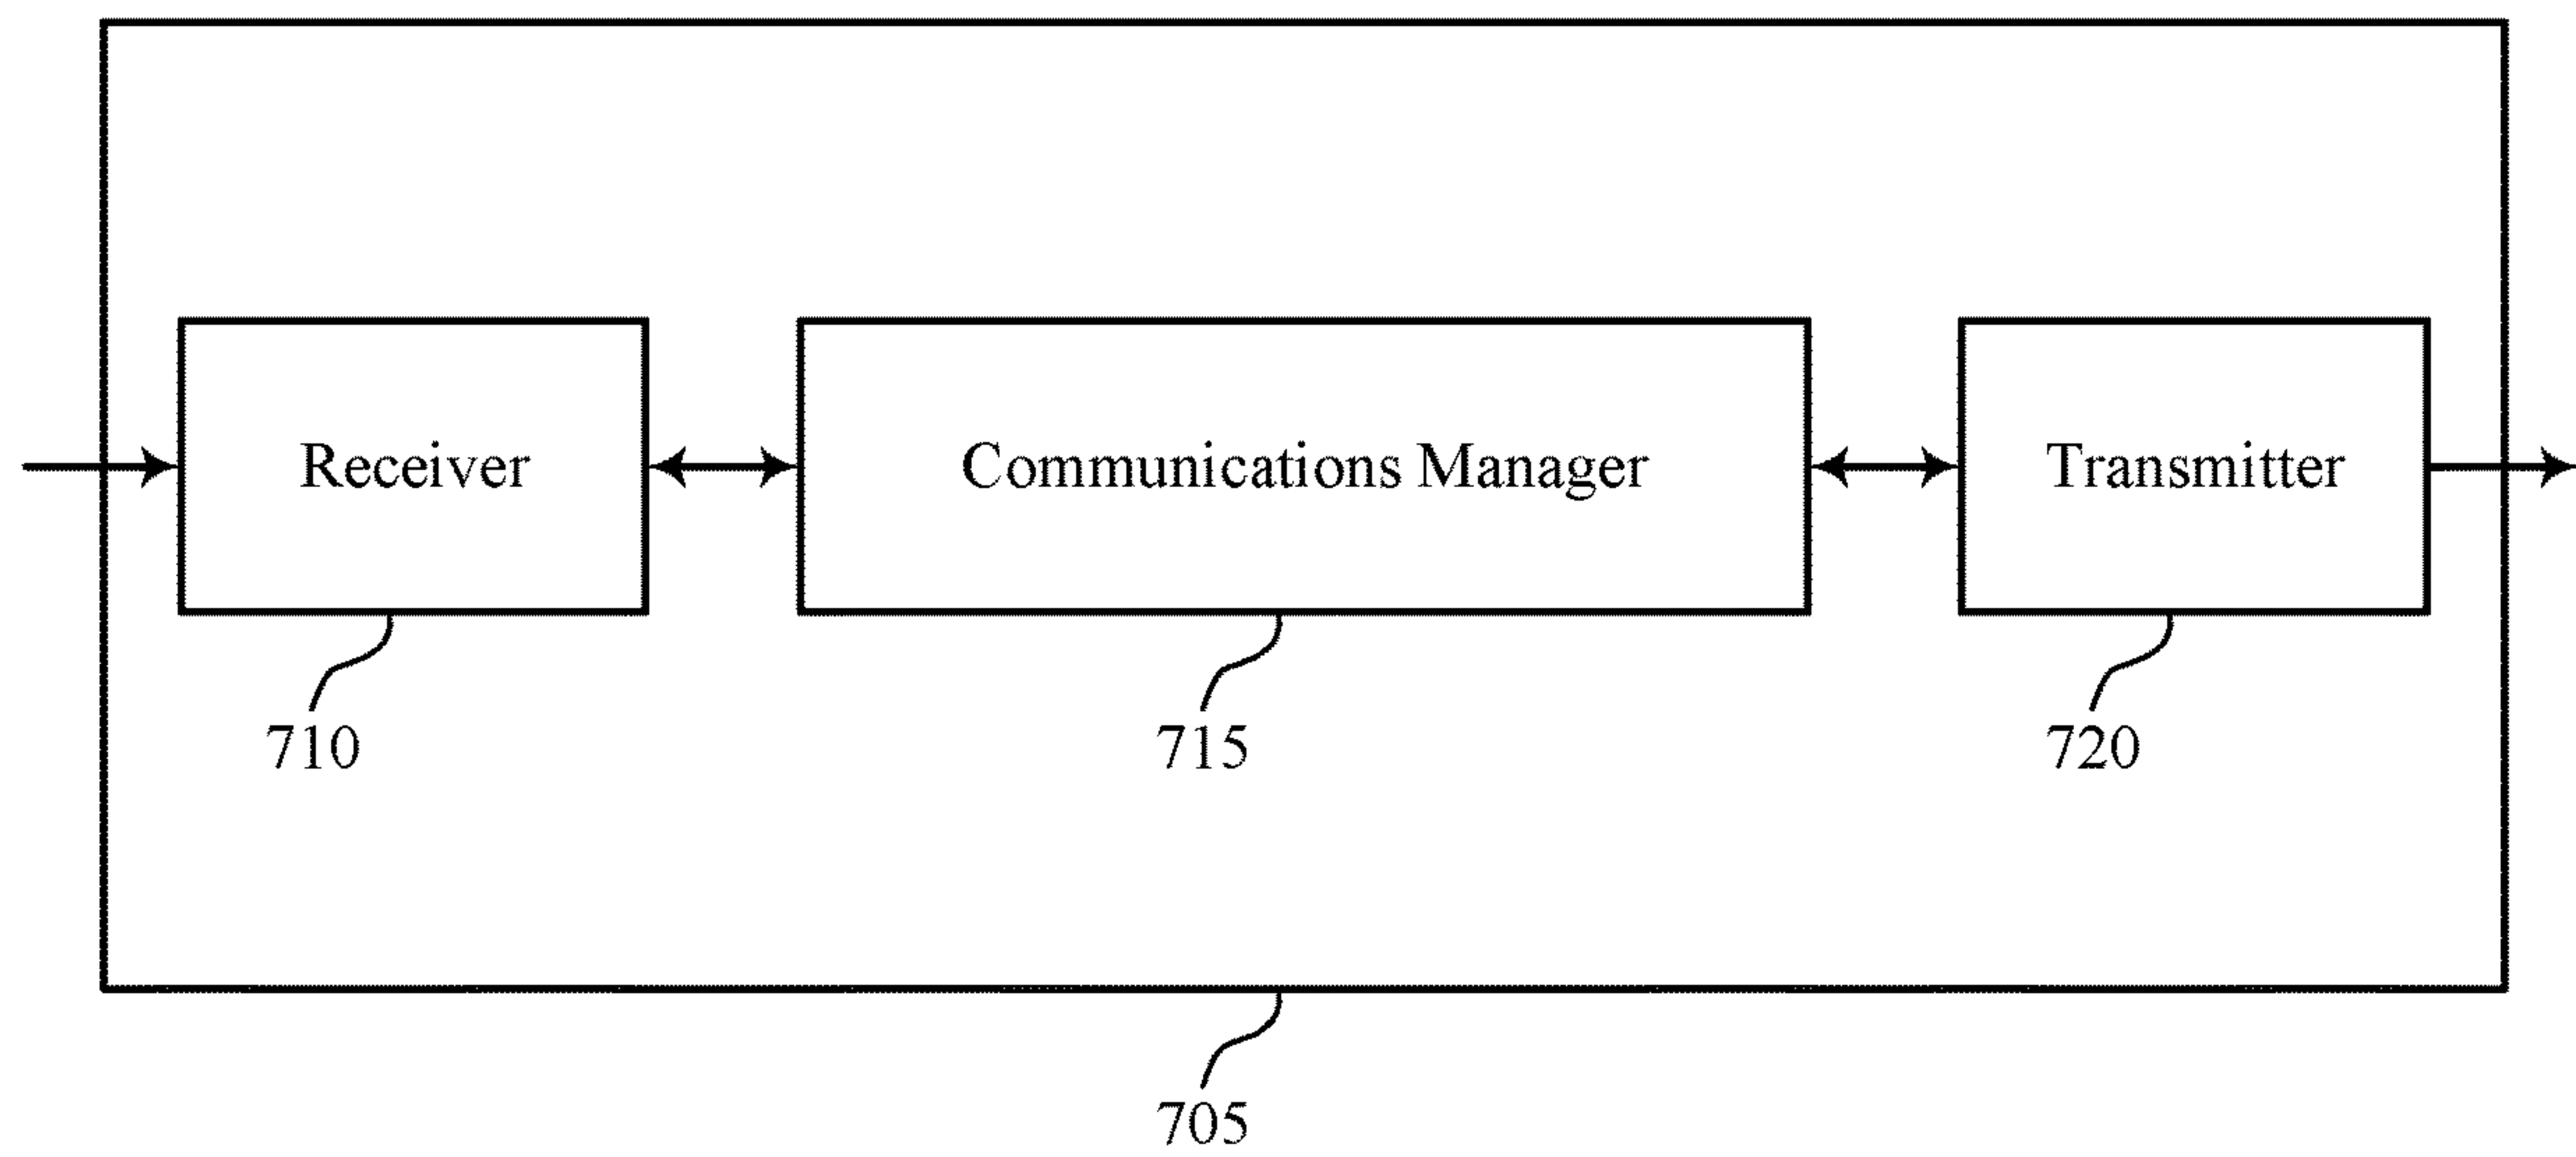 Receiver
Communications Manager
Transmitter
710
715
720
705